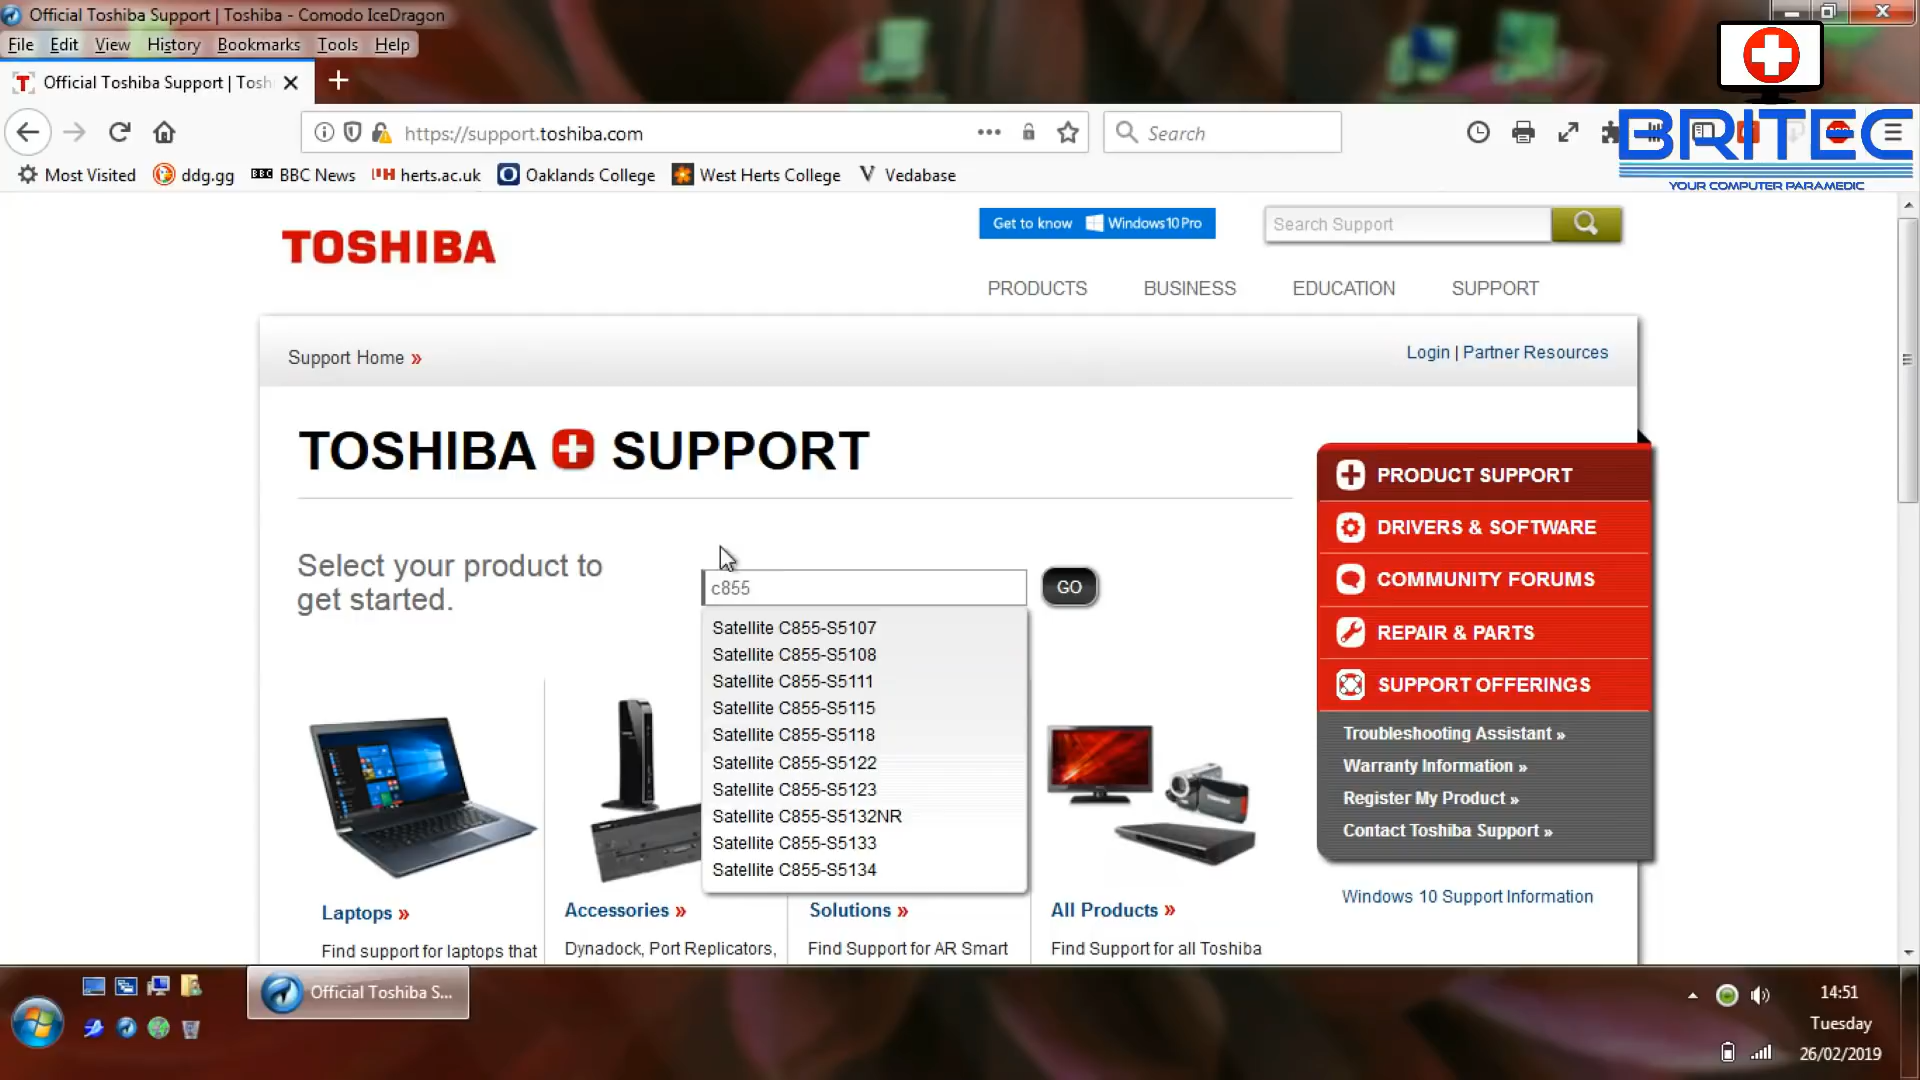 Official Toshiba Support | Toshiba - Comodo IceDragon
File Edit View History Bookmarks Tools Help
Official Toshiba Support | Tosh
https://support.toshiba.com
Search
BRITEC
YOUR COMPUTER PARAMEDIC
Most Visited ddg.gg BBC News herts.ac.uk Oaklands College West Herts College Vedabase
TOSHIBA
Get to know Windows10 Pro
Search Support
PRODUCTS BUSINESS EDUCATION SUPPORT
Support Home »
Login | Partner Resources
TOSHIBA SUPPORT
Select your product to
get started.
c855
GO
Satellite C855-S5107
Satellite C855-S5108
Satellite C855-S5111
Satellite C855-S5115
Satellite C855-S5118
Satellite C855-S5122
Satellite C855-S5123
Satellite C855-S5132NR
Satellite C855-S5133
Satellite C855-S5134
PRODUCT SUPPORT
DRIVERS & SOFTWARE
COMMUNITY FORUMS
REPAIR & PARTS
SUPPORT OFFERINGS
Troubleshooting Assistant »
Warranty Information »
Register My Product »
Contact Toshiba Support »
Windows 10 Support Information
Laptops »
Find support for laptops that
Accessories »
Dynadock, Port Replicators,
Solutions »
Find Support for AR Smart
All Products »
Find Support for all Toshiba
Official Toshiba S...
14:51
Tuesday
26/02/2019